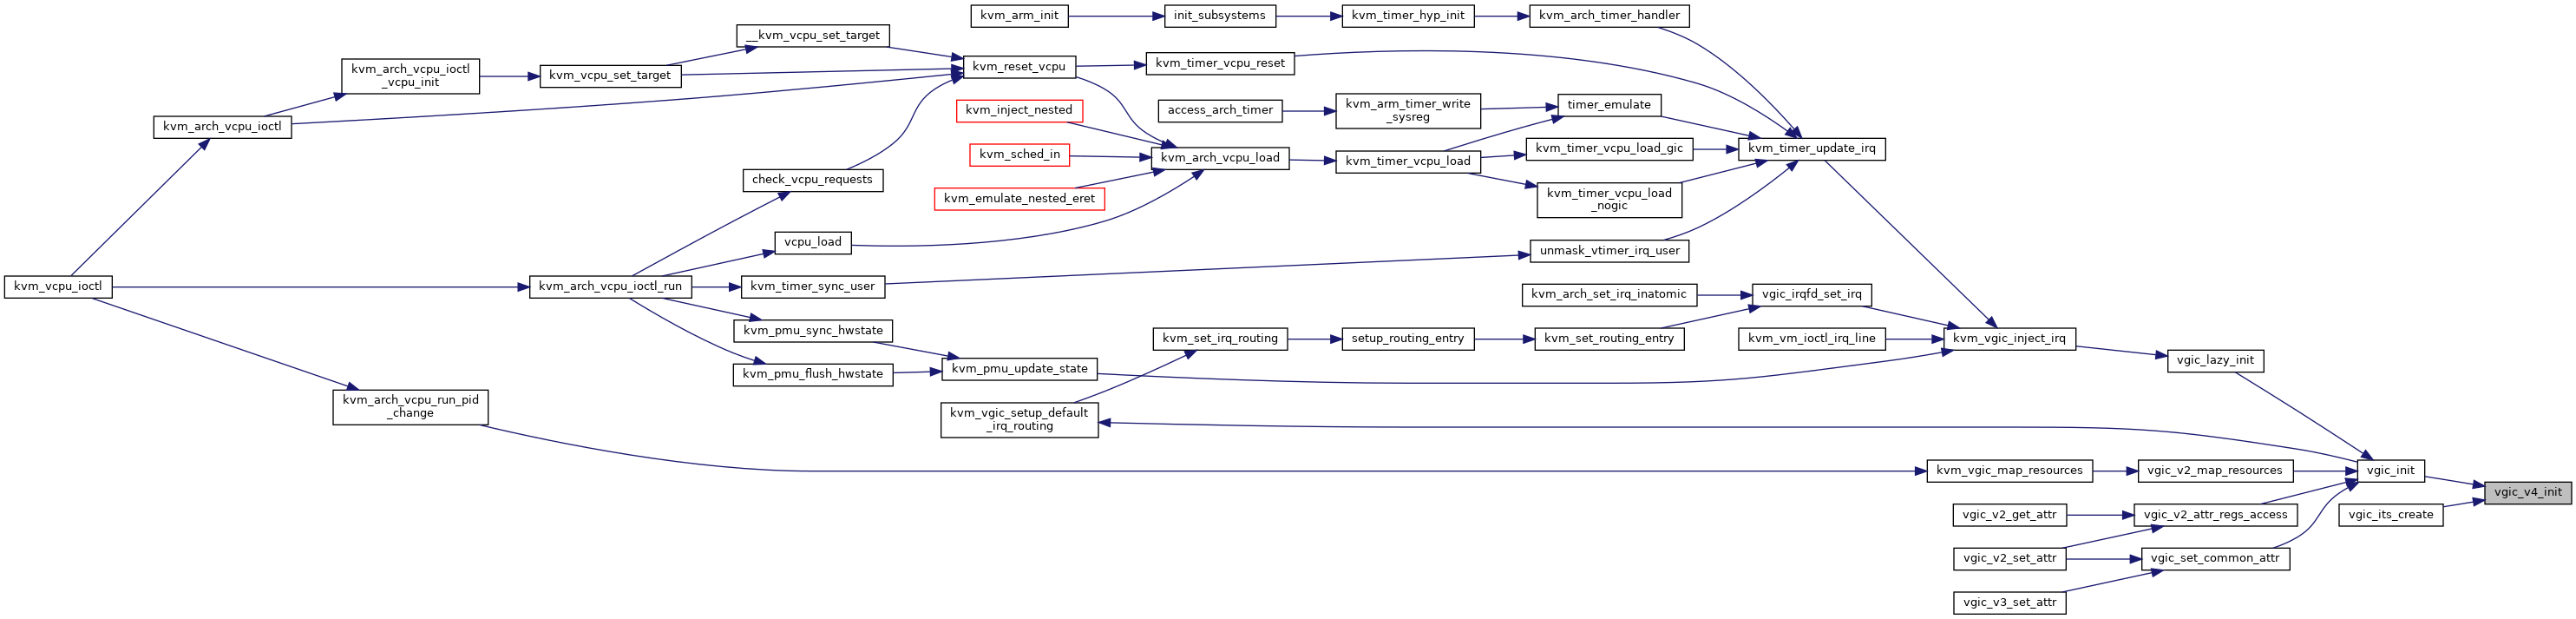 kvm_arm_init
init_subsystems
kvm_timer_hyp_init
kvm_arch_timer_handler
__kvm_vcpu_set_target
kvm_arch_vcpu_ioctl
_vcpu_init
kvm_vcpu_set_target
kvm_reset_vcpu
kvm_timer_vcpu_reset
kvm_inject_nested
access_arch_timer
kvm_arm_timer_write
_sysreg
timer_emulate
kvm_arch_vcpu_ioctl
kvm_sched_in
kvm_arch_vcpu_load
kvm_timer_vcpu_load
kvm_timer_vcpu_load_gic
kvm_timer_update_irq
check_vcpu_requests
kvm_emulate_nested_eret
kvm_timer_vcpu_load
_nogic
vcpu_load
unmask_vtimer_irq_user
kvm_vcpu_ioctl
kvm_arch_vcpu_ioctl_run
kvm_timer_sync_user
kvm_arch_set_irq_inatomic
vgic_irqfd_set_irq
kvm_pmu_sync_hwstate
kvm_set_irq_routing
setup_routing_entry
kvm_set_routing_entry
kvm_vm_ioctl_irq_line
kvm_vgic_inject_irq
kvm_pmu_flush_hwstate
kvm_pmu_update_state
vgic_lazy_init
kvm_arch_vcpu_run_pid
_change
kvm_vgic_setup_default
_irq_routing
kvm_vgic_map_resources
vgic_v2_map_resources
vgic_init
vgic_v4_init
vgic_v2_get_attr
vgic_v2_attr_regs_access
vgic_its_create
vgic_v2_set_attr
vgic_set_common_attr
vgic_v3_set_attr